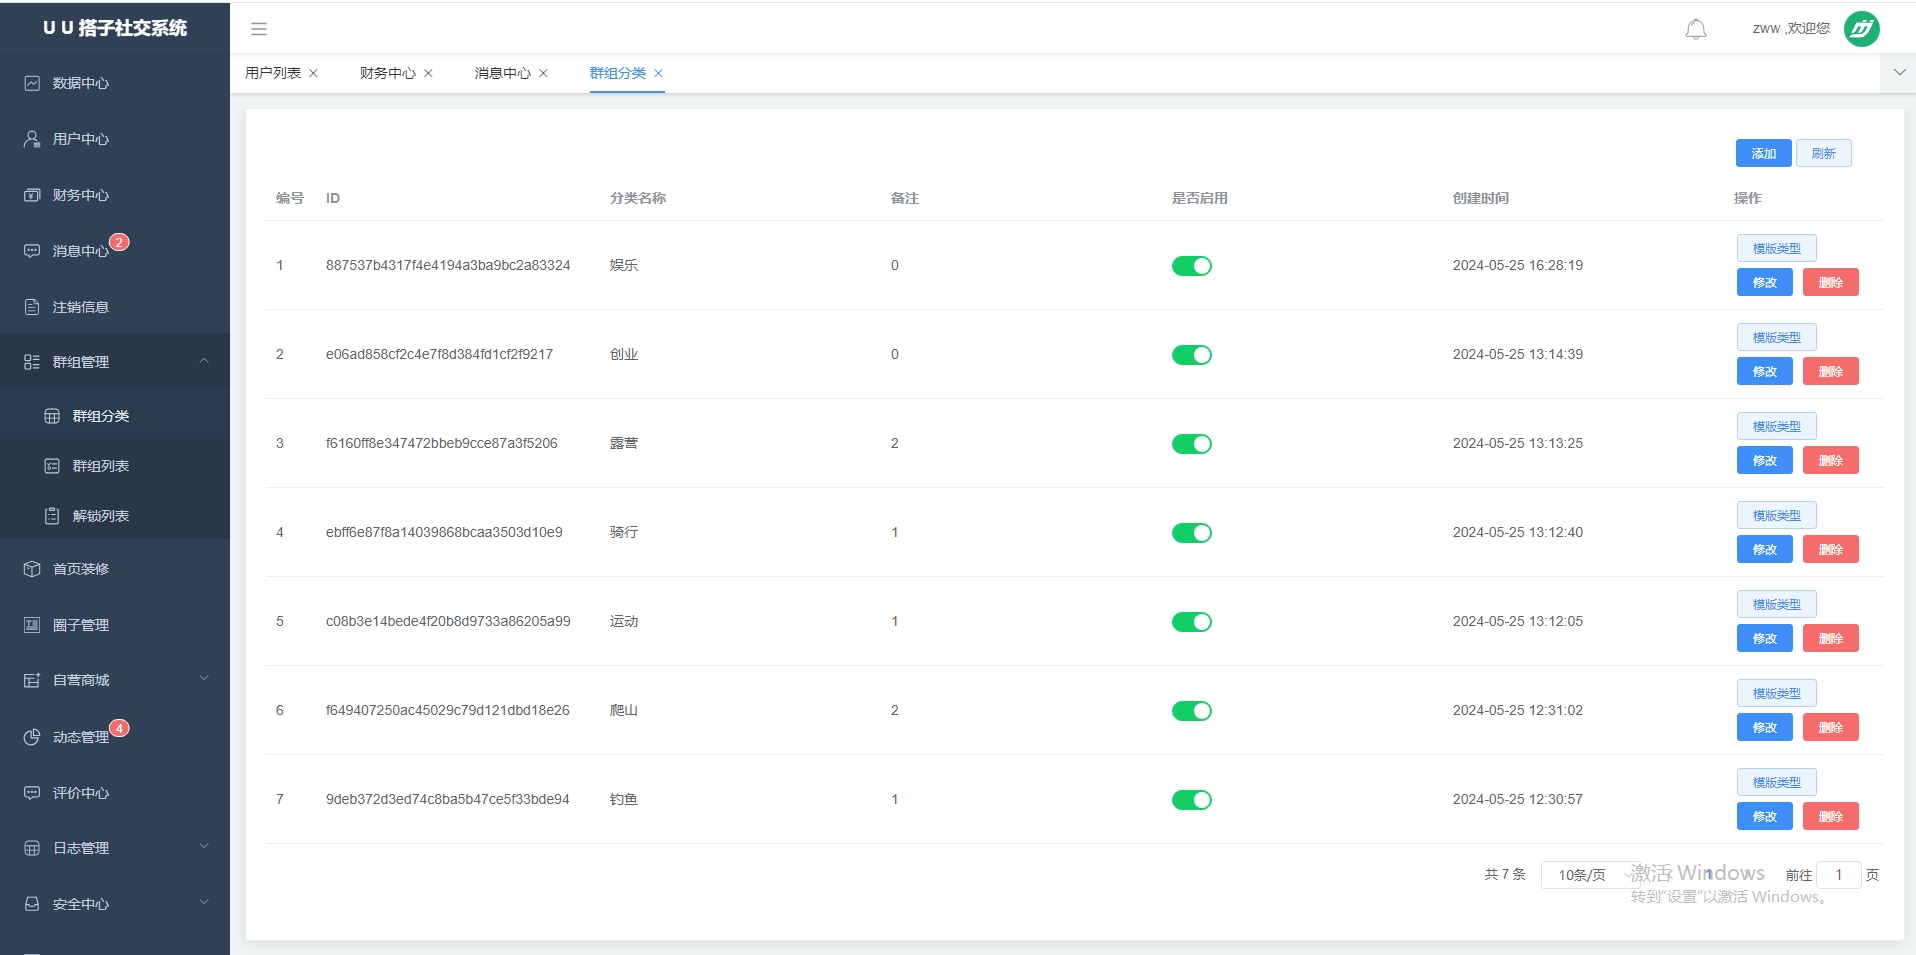 U U 搭子社交系统
zww ,欢迎您
用户列表 财务中心 消息中心 群组分类
数据中心
用户中心
财务中心
消息中心 2
注销信息
群组管理
群组分类
群组列表
解锁列表
首页装修
圈子管理
自营商城
动态管理 4
评价中心
日志管理
安全中心
添加 刷新
编号 ID 分类名称 备注 是否启用 创建时间 操作
1 887537b4317f4e4194a3ba9bc2a83324 娱乐 0 2024-05-25 16:28:19 模版类型
修改 删除
2 e06ad858cf2c4e7f8d384fd1cf2f9217 创业 0 2024-05-25 13:14:39 模版类型
修改 删除
3 f6160ff8e347472bbeb9cce87a3f5206 露营 2 2024-05-25 13:13:25 模版类型
修改 删除
4 ebff6e87f8a14039868bcaa3503d10e9 骑行 1 2024-05-25 13:12:40 模版类型
修改 删除
5 c08b3e14bede4f20b8d9733a86205a99 运动 1 2024-05-25 13:12:05 模版类型
修改 删除
6 f649407250ac45029c79d121dbd18e26 爬山 2 2024-05-25 12:31:02 模版类型
修改 删除
7 9deb372d3ed74c8ba5b47ce5f33bde94 钓鱼 1 2024-05-25 12:30:57 模版类型
修改 删除
共 7 条 10条/页 1 前往 1 页
激活 Windows
转到"设置"以激活 Windows。